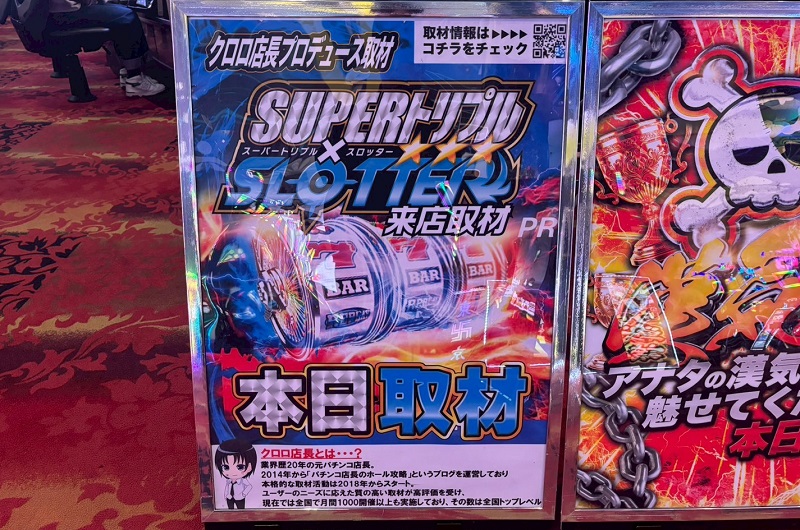 クロロ店長プロデュース取材
取材情報は▶▶▶▶
コチラをチェック
SUPERトリプル
スーパートリプル × スロッター ★★★
SLOTTER
来店取材
PR
7 7 7
BAR BAR BAR
本日取材
クロロ店長とは・・・?
業界歴20年の元パチンコ店長。
2014年から「パチンコ店長のホール攻略」というブログを運営しており
本格的な取材活動は2018年からスタート。
ユーザーのニーズに応えた質の高い取材が高評価を受け、
現在では全国で月間1000開催以上も実施しており、その数は全国トップレベル
アナタの漢気
魅せてく
本日